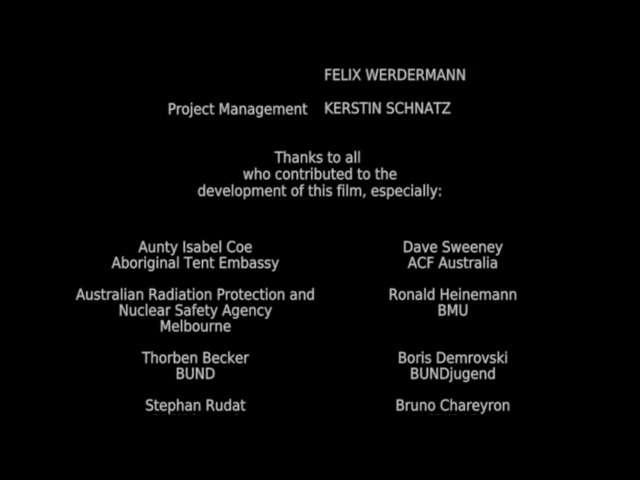 FELIX WERDERMANN
Project Management KERSTIN SCHNATZ
Thanks to all
who contributed to the
development of this film, especially:
Aunty Isabel Coe
Aboriginal Tent Embassy
Dave Sweeney
ACF Australia
Australian Radiation Protection and
Nuclear Safety Agency
Melbourne
Ronald Heinemann
BMU
Thorben Becker
BUND
Boris Demrovski
BUNDjugend
Stephan Rudat
Bruno Chareyron